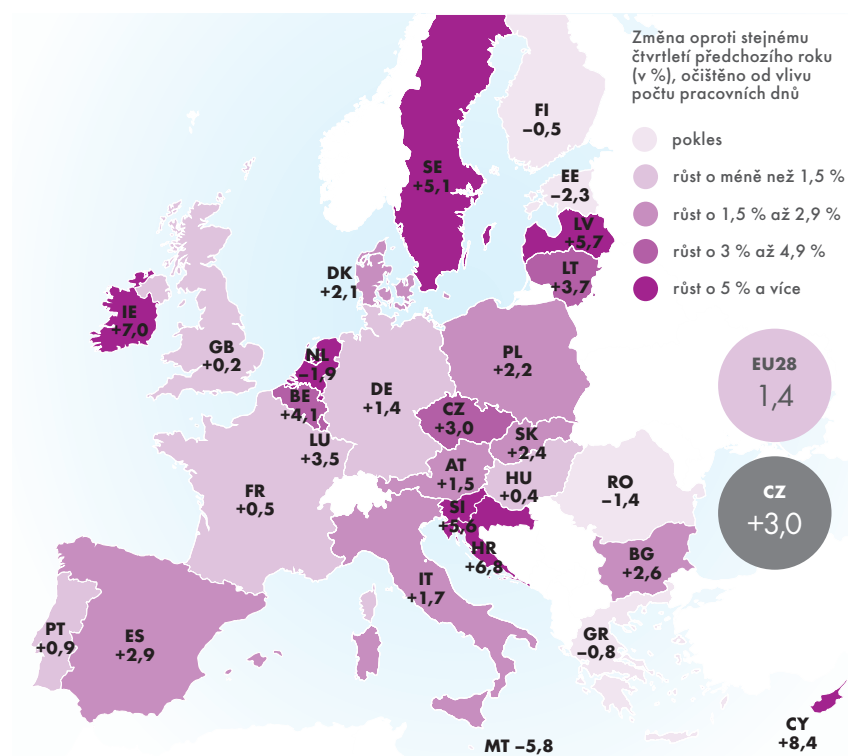 Změna oproti stejnému
čtvrtletí předchozího roku
(v %), očištěno od vlivu
počtu pracovních dnů
pokles
růst o méně než 1,5 %
růst o 1,5 % až 2,9 %
růst o 3 % až 4,9 %
růst o 5 % a více
FI
−0,5
SE
+5,1
EE
−2,3
LV
+5,7
LT
+3,7
DK
+2,1
IE
+7,0
GB
+0,2
NL
−1,9
BE
+4,1
LU
+3,5
DE
+1,4
PL
+2,2
CZ
+3,0
SK
+2,4
AT
+1,5
HU
+0,4
RO
−1,4
FR
+0,5
SI
+5,6
HR
+6,8
BG
+2,6
IT
+1,7
PT
+0,9
ES
+2,9
GR
−0,8
MT −5,8
CY
+8,4
EU28
1,4
CZ
+3,0